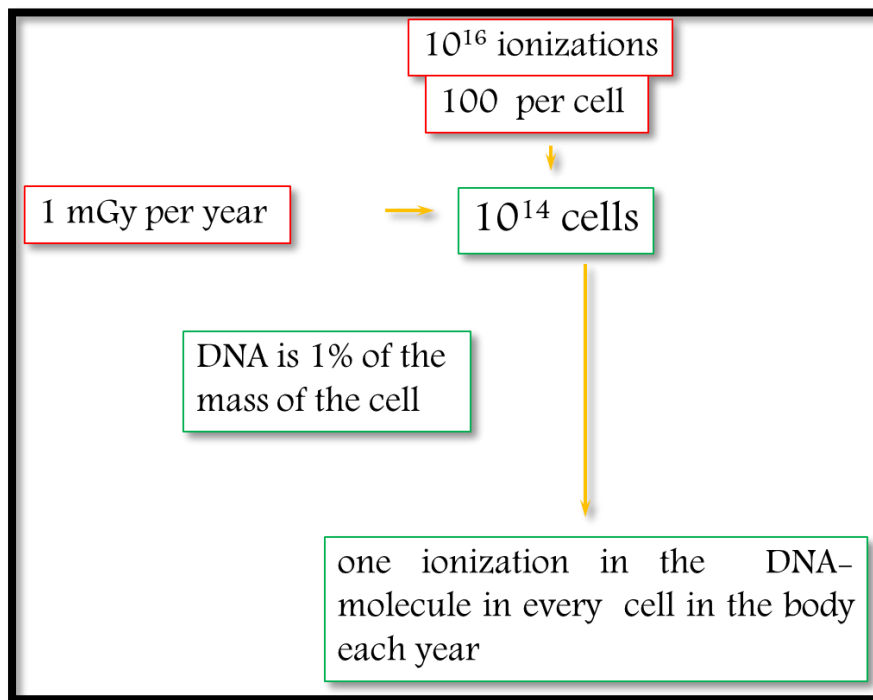 10¹⁶ ionizations
100 per cell
1 mGy per year
10¹⁴ cells
DNA is 1% of the
mass of the cell
one ionization in the DNA-
molecule in every cell in the body
each year